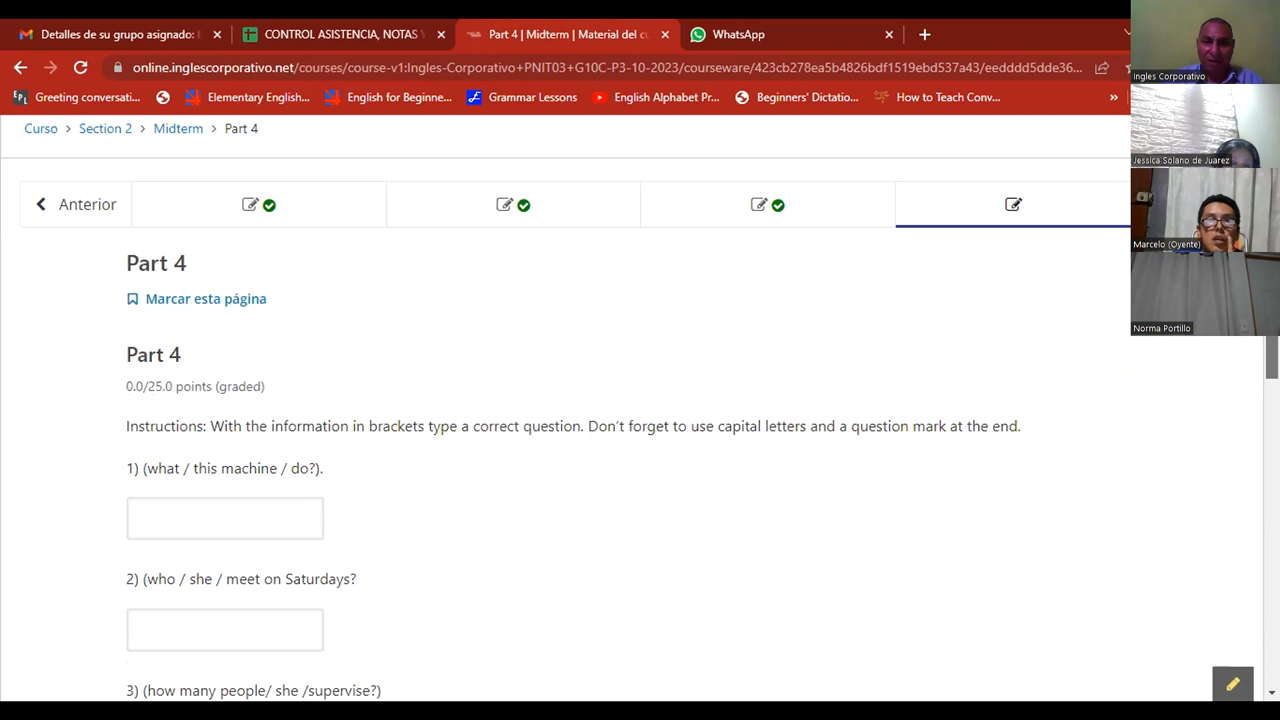 Detalles de su grupo asignado: I
CONTROL ASISTENCIA, NOTAS Y
Part 4 | Midterm | Material del cu
WhatsApp
online.inglescorporativo.net/courses/course-v1:Ingles-Corporativo+PNIT03+G10C-P3-10-2023/courseware/423cb278ea5b4826bdf1519ebd537a43/eedddd5dde36...
EPL Greeting conversati...
Elementary English...
English for Beginne...
Grammar Lessons
English Alphabet Pr...
Beginners' Dictatio...
How to Teach Conv...
»
Curso > Section 2 > Midterm > Part 4
Anterior
Part 4
Marcar esta página
Part 4
0.0/25.0 points (graded)
Instructions: With the information in brackets type a correct question. Don't forget to use capital letters and a question mark at the end.
1) (what / this machine / do?).
2) (who / she / meet on Saturdays?
3) (how many people/ she /supervise?)
Ingles Corporativo
Jessica Solano de Juarez
Marcelo (Oyente)
Norma Portillo